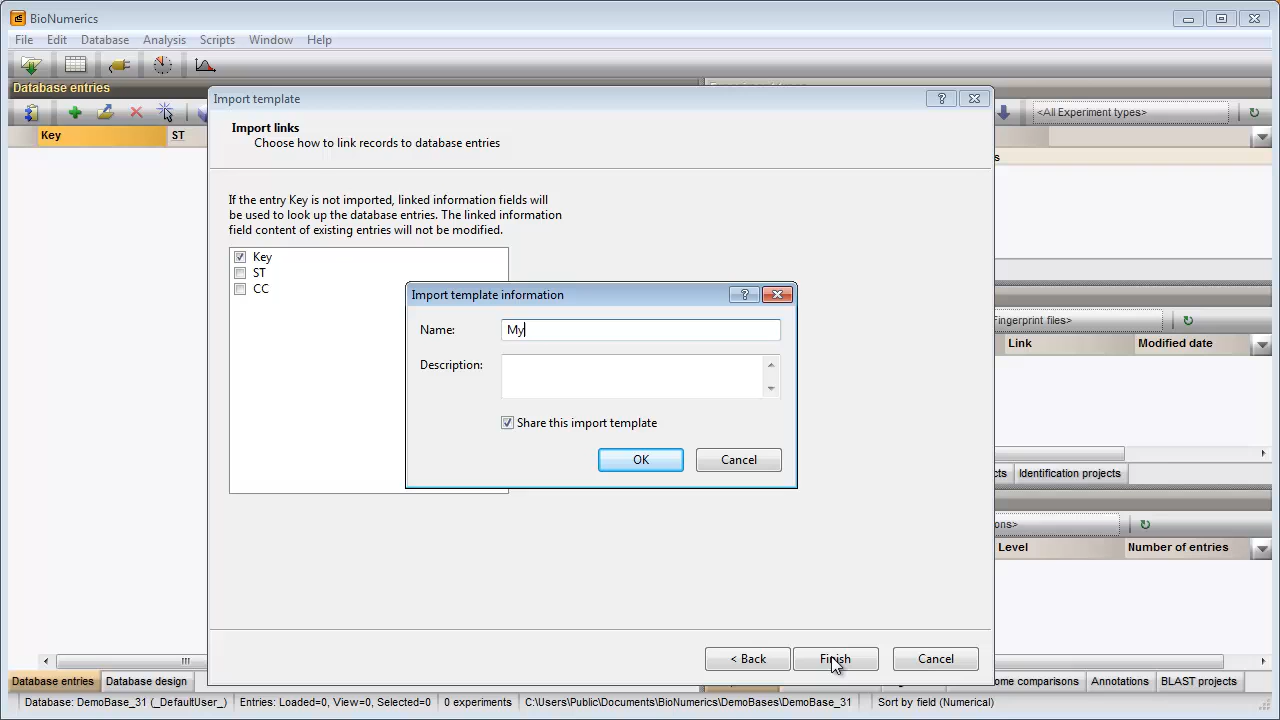 BioNumerics
File Edit Database Analysis Scripts Window Help
Database entries
<All Experiment types>
Key ST
Import template
Import links
Choose how to link records to database entries
If the entry Key is not imported, linked information fields will
be used to look up the database entries. The linked information
field content of existing entries will not be modified.
Key
ST
CC
Import template information
Name: My
Description:
Share this import template
OK Cancel
Fingerprint files>
Link Modified date
Identification projects
Level Number of entries
< Back Finish Cancel
Database entries Database design
Annotations BLAST projects
Database: DemoBase_31 (_DefaultUser_) Entries: Loaded=0, View=0, Selected=0 0 experiments C:\Users\Public\Documents\BioNumerics\DemoBases\DemoBase_31 Sort by field (Numerical)